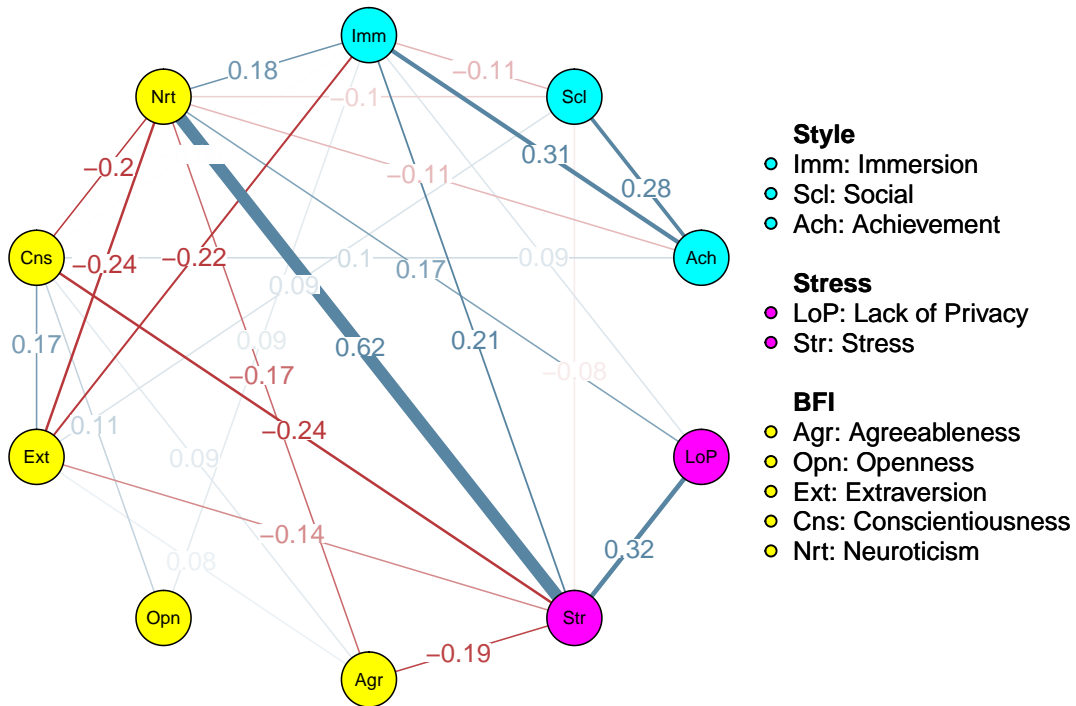 Imm
0.18
−0.11
Nrt
−0.1
Scl
Style
Imm: Immersion
Scl: Social
Ach: Achievement
0.31
−0.2
−0.11
0.28
Cns
−0.24
−0.22
0.1
0.17
0.09
Ach
0.09
Stress
LoP: Lack of Privacy
Str: Stress
0.17
0.09
0.62
0.21
−0.17
−0.08
BFI
Agr: Agreeableness
Opn: Openness
Ext: Extraversion
Cns: Conscientiousness
Nrt: Neuroticism
0.11
−0.24
Ext
0.09
LoP
−0.14
0.32
0.08
Opn
Str
−0.19
Agr